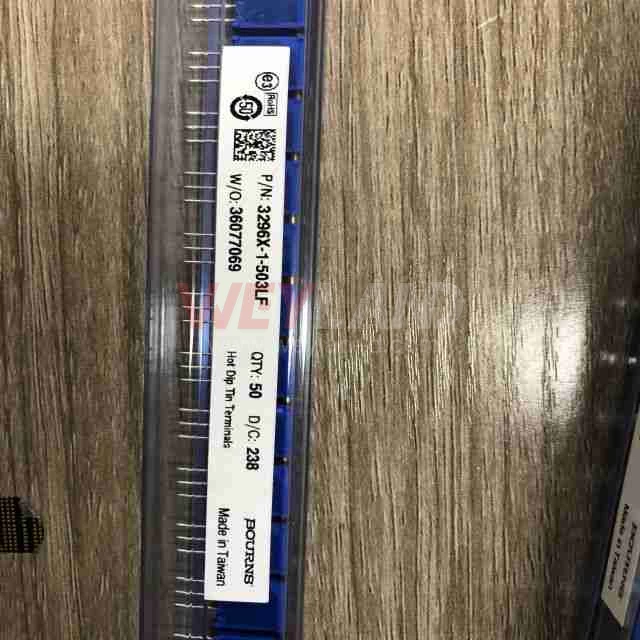 e3 RoHS
50
P/N: 3296X-1-503LF QTY: 50 D/C: 238
W/O: 36077069 Hot Dip Tin Terminals
BOURNS
Made in Taiwan